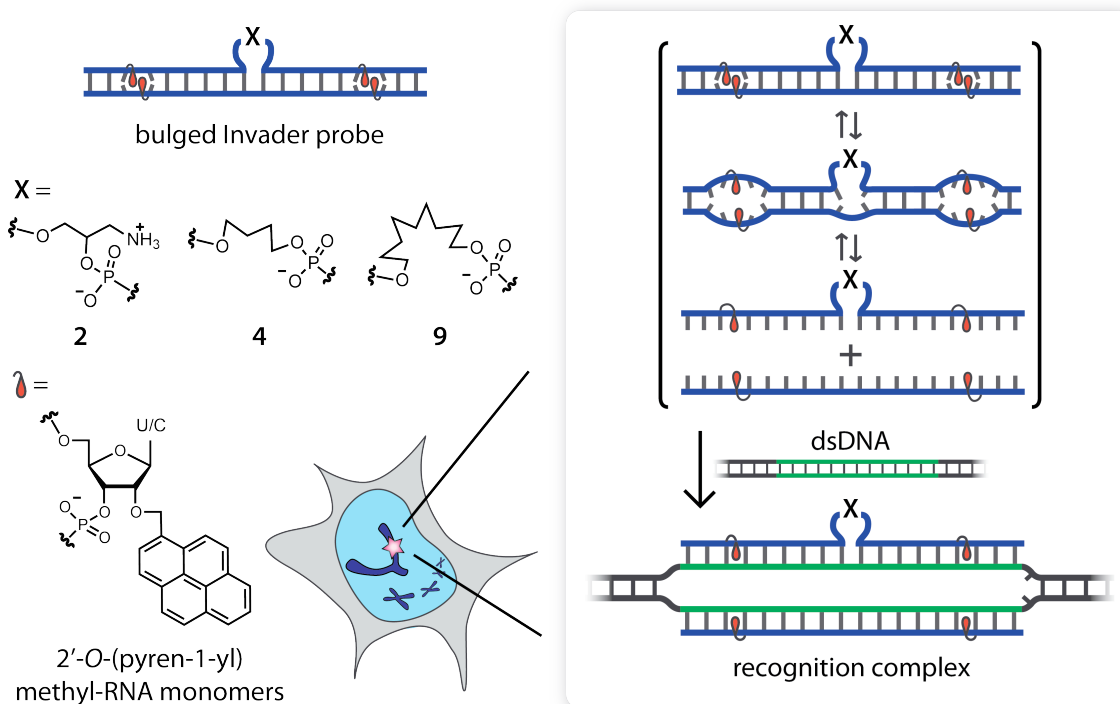 X
bulged Invader probe
X =
O
NH3
+
O
O
P
-
O
2
O
O
O
P
-
O
4
O
O
O
P
-
O
9
=
U/C
O
O
O
O
-
O
P
O
2′-O-(pyren-1-yl)
methyl-RNA monomers
X
X
X
+
dsDNA
X
recognition complex